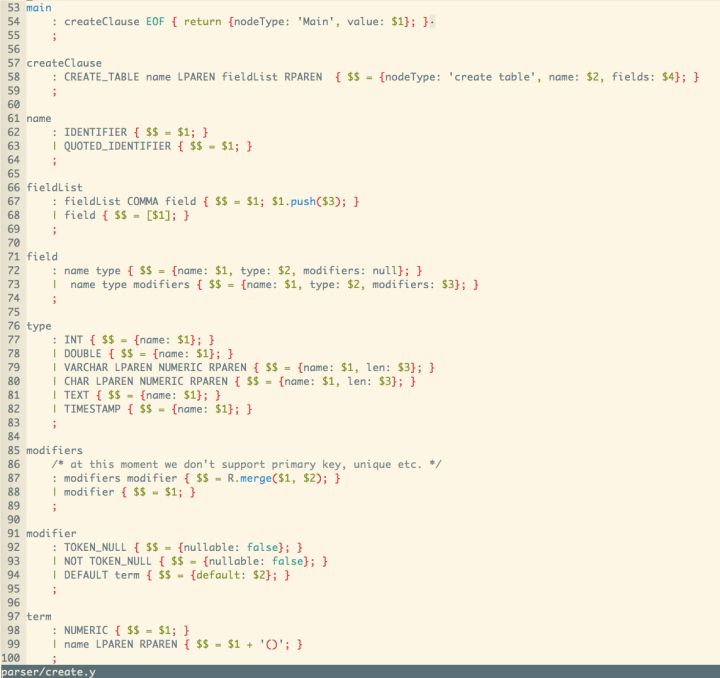 53 main
54     : createClause EOF { return {nodeType: 'Main', value: $1}; }-
55     ;
56
57 createClause
58     : CREATE_TABLE name LPAREN fieldList RPAREN  { $$ = {nodeType: 'create table', name: $2, fields: $4}; }
59     ;
60
61 name
62     : IDENTIFIER { $$ = $1; }
63     | QUOTED_IDENTIFIER { $$ = $1; }
64     ;
65
66 fieldList
67     : fieldList COMMA field { $$ = $1; $1.push($3); }
68     | field { $$ = [$1]; }
69     ;
70
71 field
72     : name type { $$ = {name: $1, type: $2, modifiers: null}; }
73     |  name type modifiers { $$ = {name: $1, type: $2, modifiers: $3}; }
74     ;
75
76 type
77     : INT { $$ = {name: $1}; }
78     | DOUBLE { $$ = {name: $1}; }
79     | VARCHAR LPAREN NUMERIC RPAREN { $$ = {name: $1, len: $3}; }
80     | CHAR LPAREN NUMERIC RPAREN { $$ = {name: $1, len: $3}; }
81     | TEXT { $$ = {name: $1}; }
82     | TIMESTAMP { $$ = {name: $1}; }
83     ;
84
85 modifiers
86     /* at this moment we don't support primary key, unique etc. */
87     : modifiers modifier { $$ = R.merge($1, $2); }
88     | modifier { $$ = $1; }
89     ;
90
91 modifier
92     : TOKEN_NULL { $$ = {nullable: false}; }
93     | NOT TOKEN_NULL { $$ = {nullable: false}; }
94     | DEFAULT term { $$ = {default: $2}; }
95     ;
96
97 term
98     : NUMERIC { $$ = $1; }
99     | name LPAREN RPAREN { $$ = $1 + '()'; }
100     ;
parser/create.y